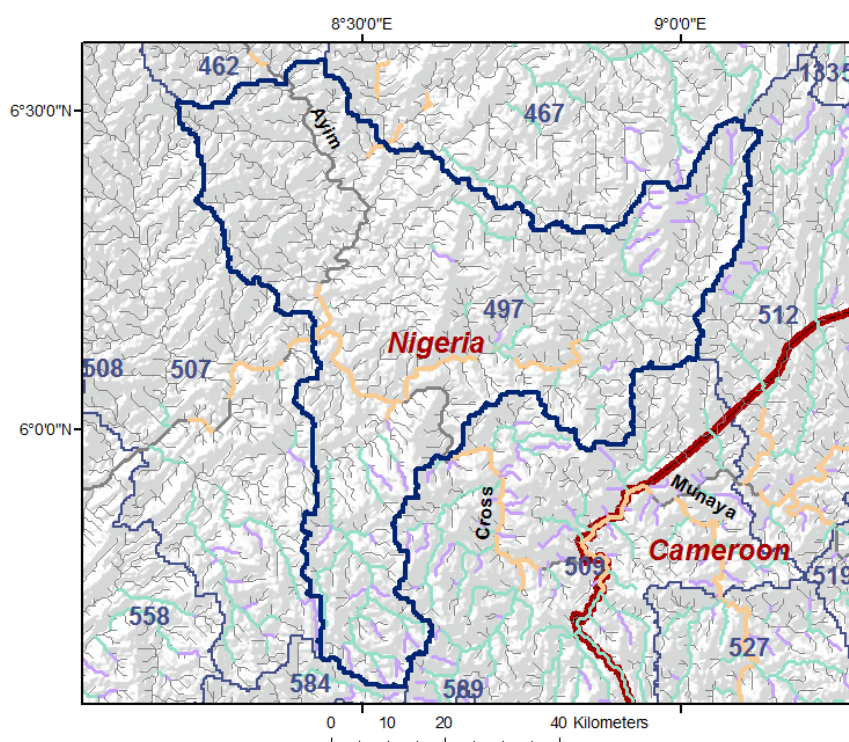 8°30'0"E
9°0'0"E
462
1335
6°30'0"N
467
Ayim
497
512
Nigeria
508
507
6°0'0"N
Cross
Munaya
Cameroon
509
519
558
527
584
589
0 10 20 40 Kilometers